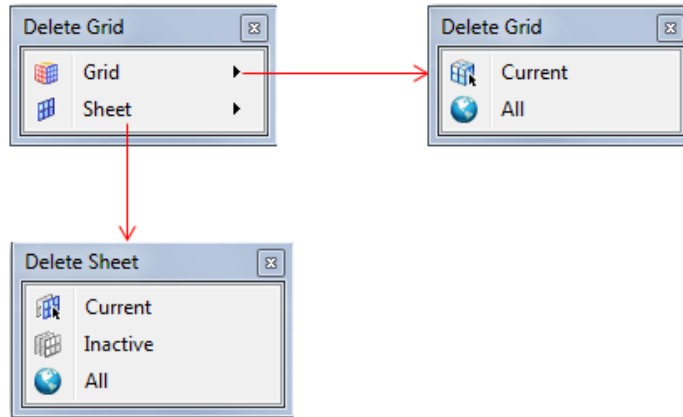 Delete Grid
Grid
Sheet
Delete Grid
Current
All
Delete Sheet
Current
Inactive
All